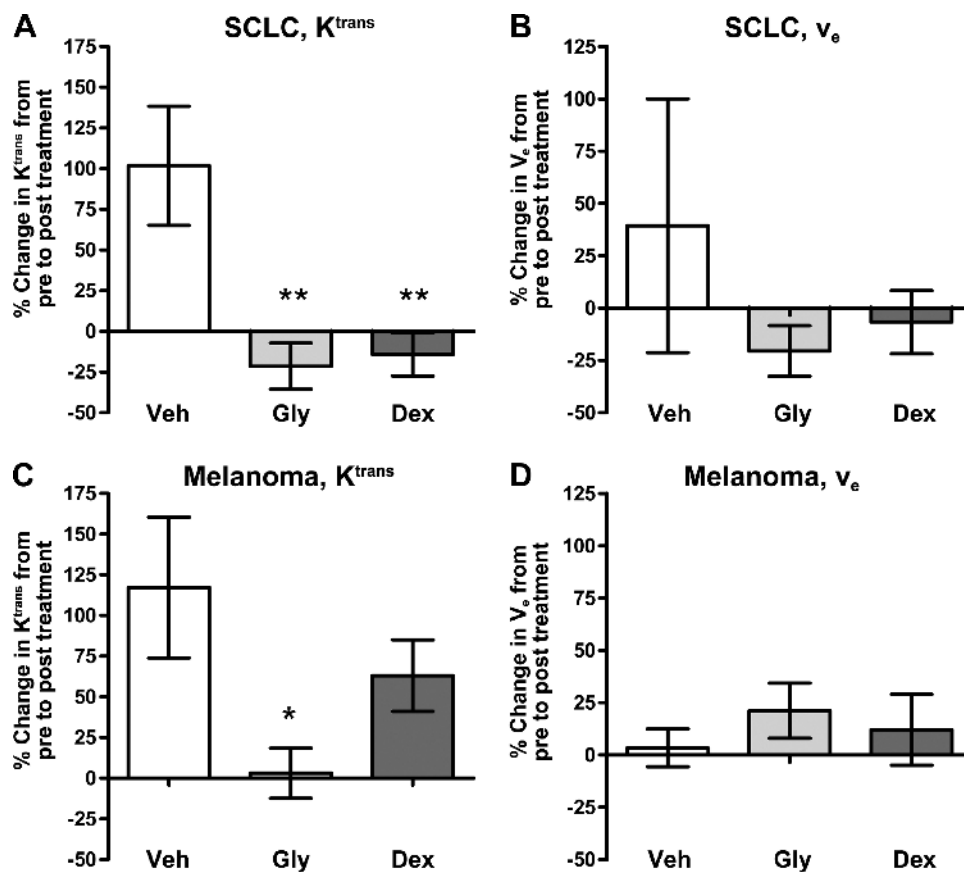 A
SCLC, Ktrans
% Change in Ktrans from
pre to post treatment
175
150
125
100
75
50
25
0
-25
-50
**
**
Veh Gly Dex
B
SCLC, ve
% Change in Ve from
pre to post treatment
125
100
75
50
25
0
-25
-50
Veh Gly Dex
C
Melanoma, Ktrans
% Change in Ktrans from
pre to post treatment
175
150
125
100
75
50
25
0
-25
-50
*
Veh Gly Dex
D
Melanoma, ve
% Change in Ve from
pre to post treatment
125
100
75
50
25
0
-25
-50
Veh Gly Dex